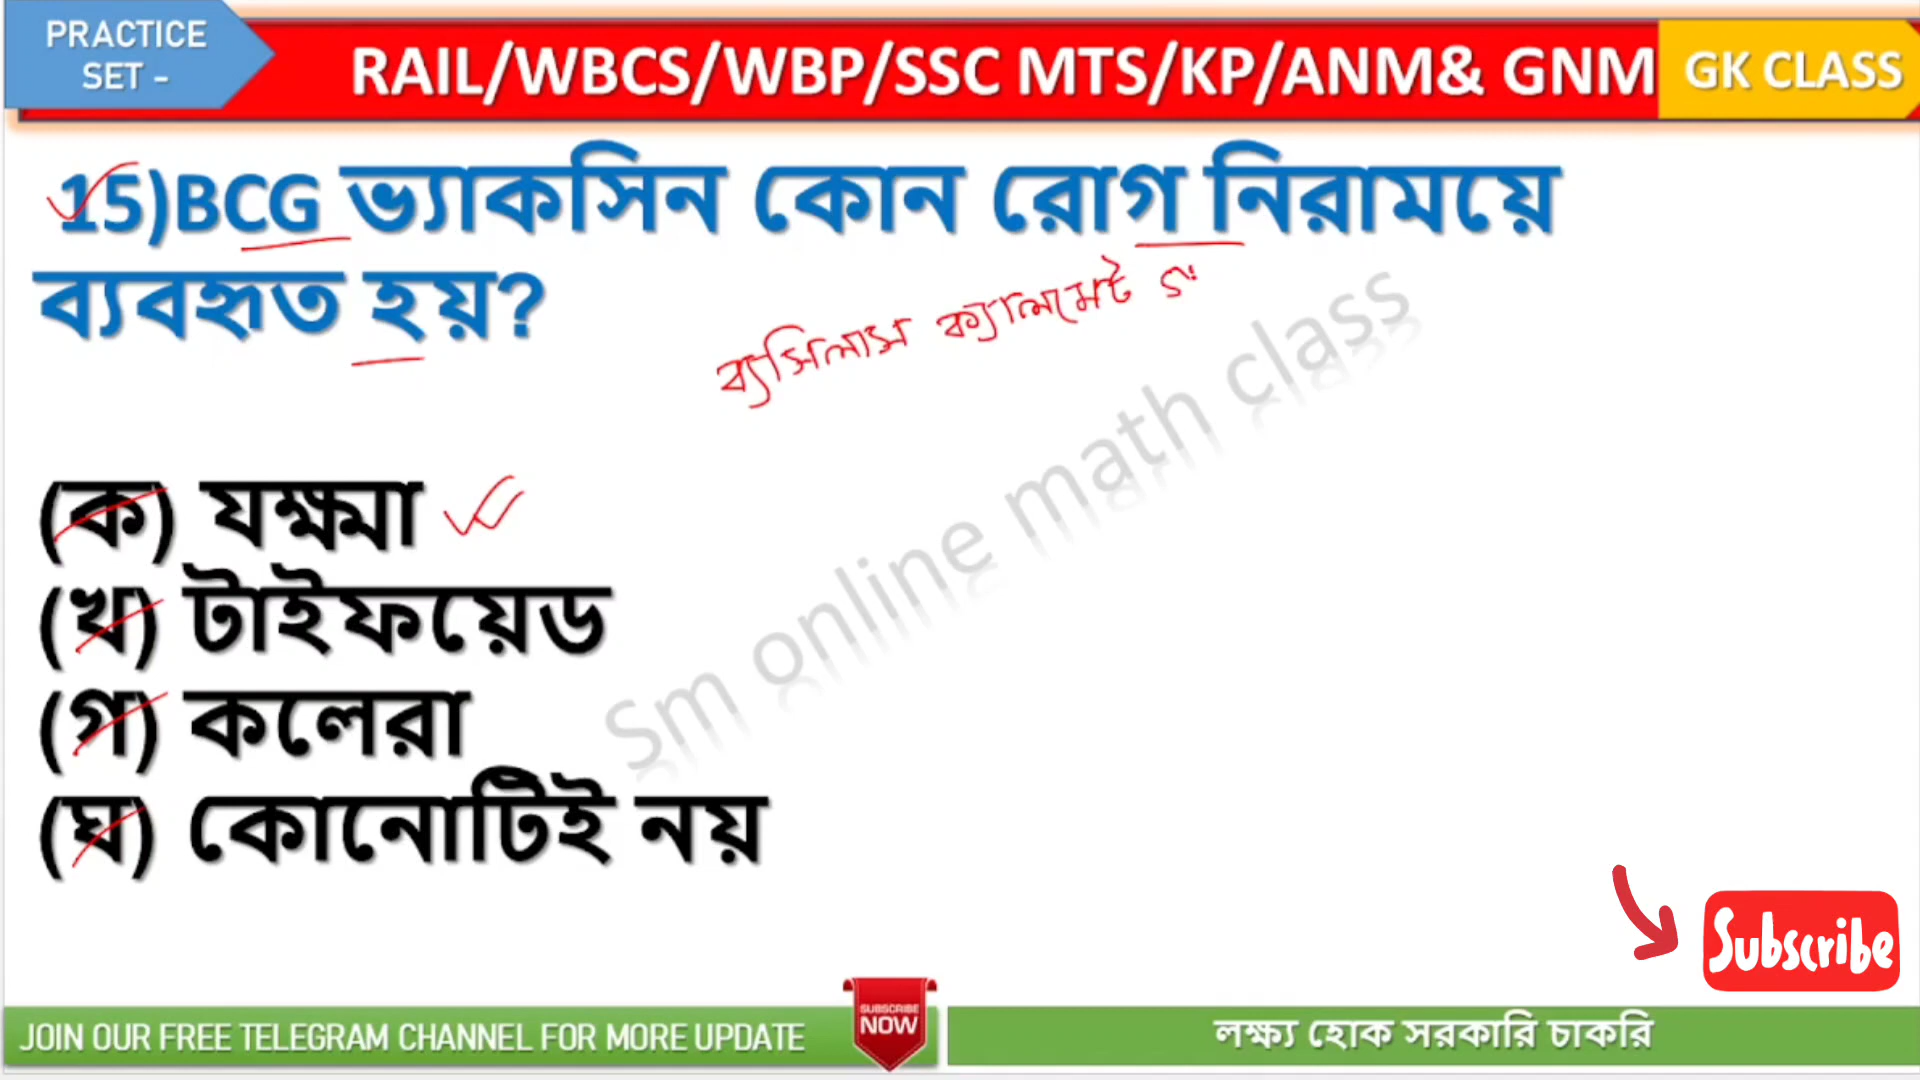 PRACTICE
SET -
RAIL/WBCS/WBP/SSC MTS/KP/ANM& GNM
GK CLASS
15)BCG ভ্যাকসিন কোন রোগ নিরাময়ে
ব্যবহৃত হয়?
ব্যসিলাস ক্যালমেট
(ক) যক্ষ্মা
(খ) টাইফয়েড
(গ) কলেরা
(ঘ) কোনোটিই নয়
Sm online math class
Subscribe
JOIN OUR FREE TELEGRAM CHANNEL FOR MORE UPDATE
SUBSCRIBE
NOW
লক্ষ্য হোক সরকারি চাকরি